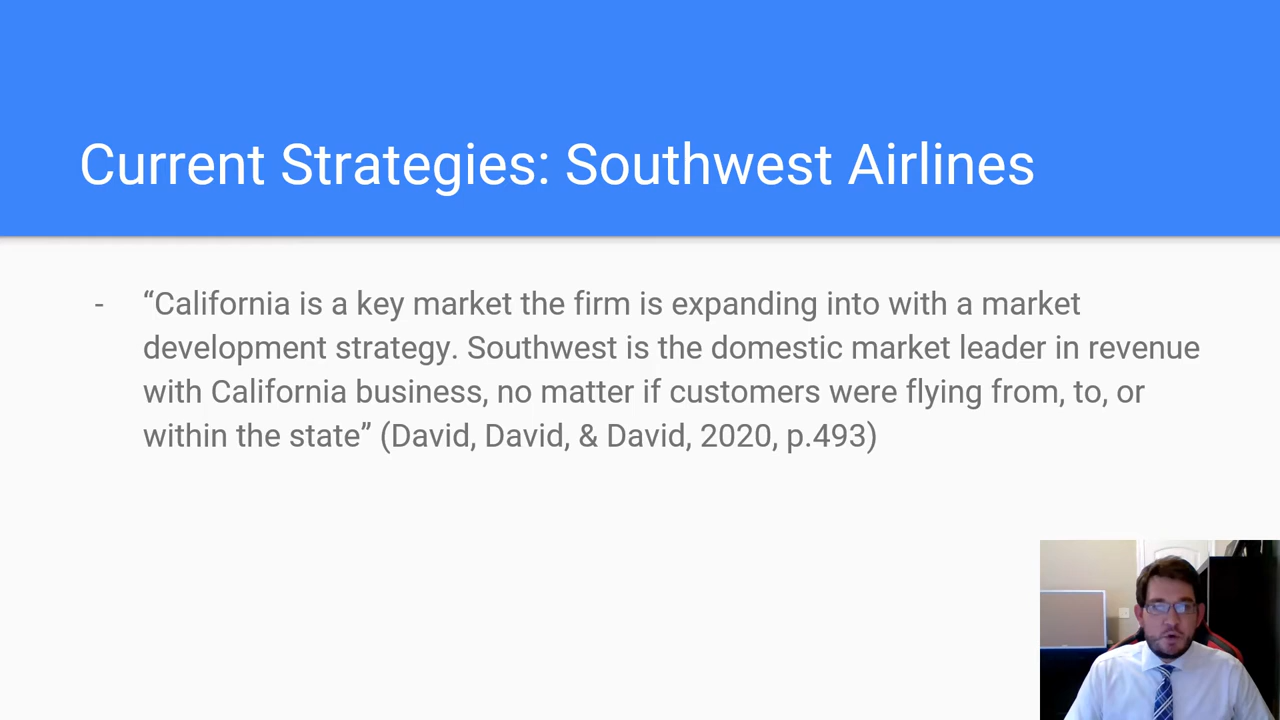 Current Strategies: Southwest Airlines
- “California is a key market the firm is expanding into with a market
development strategy. Southwest is the domestic market leader in revenue
with California business, no matter if customers were flying from, to, or
within the state” (David, David, & David, 2020, p.493)